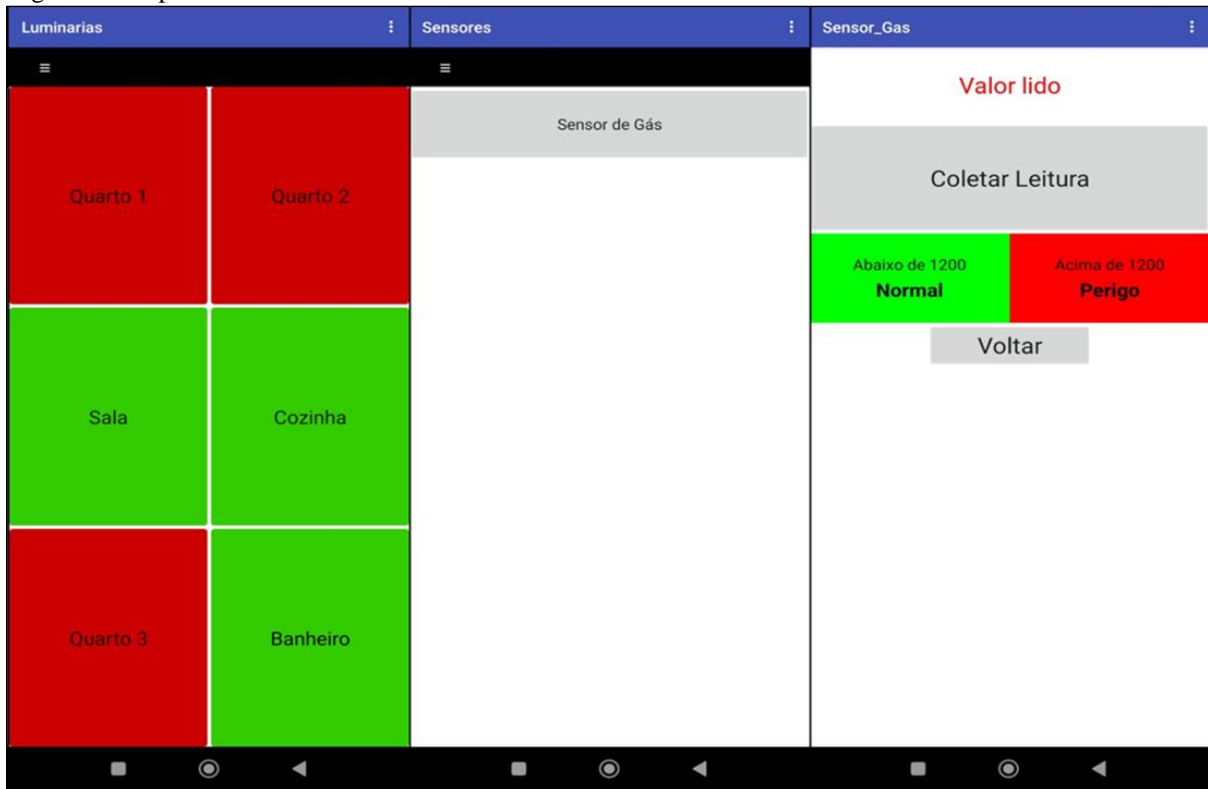 Luminarias
Quarto 1
Quarto 2
Sala
Cozinha
Quarto 3
Banheiro
Sensores
Sensor de Gás
Sensor_Gas
Valor lido
Coletar Leitura
Abaixo de 1200
Normal
Acima de 1200
Perigo
Voltar